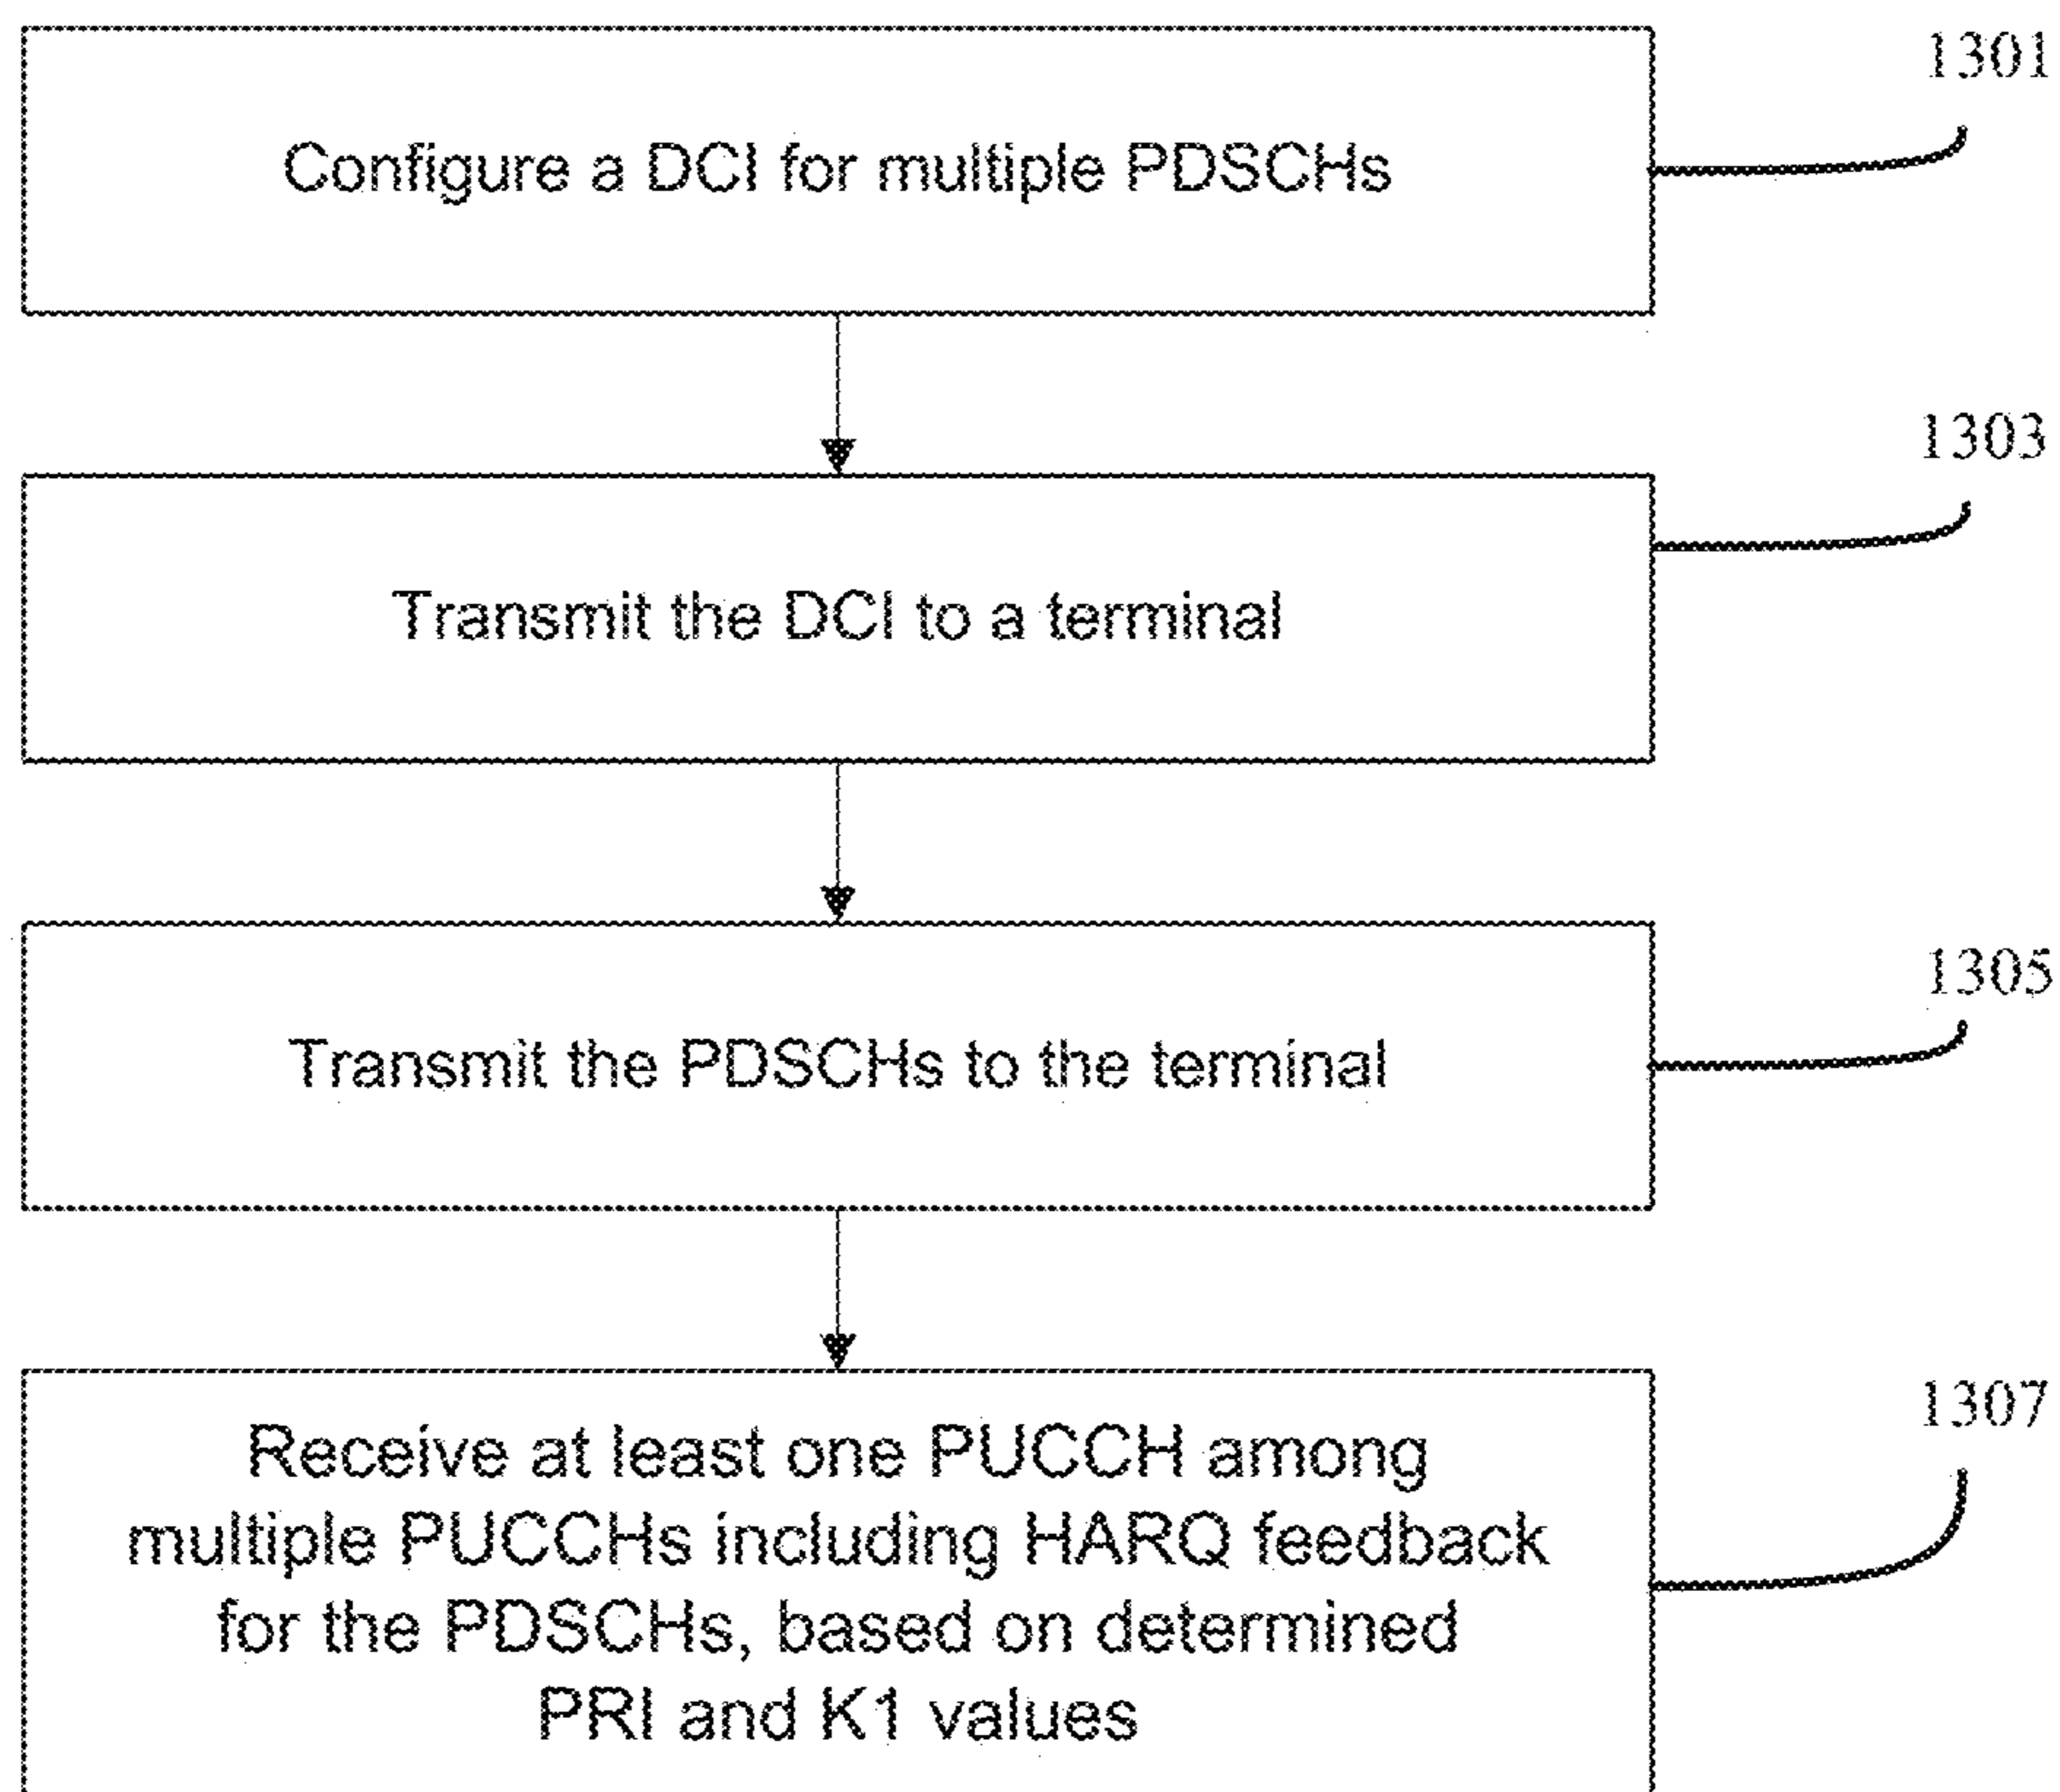 1301
Configure a DCI for multiple PDSCHs
1303
Transmit the DCI to a terminal
1305
Transmit the PDSCHs to the terminal
1307
Receive at least one PUCCH among
multiple PUCCHs including HARQ feedback
for the PDSCHs, based on determined
PRI and K1 values